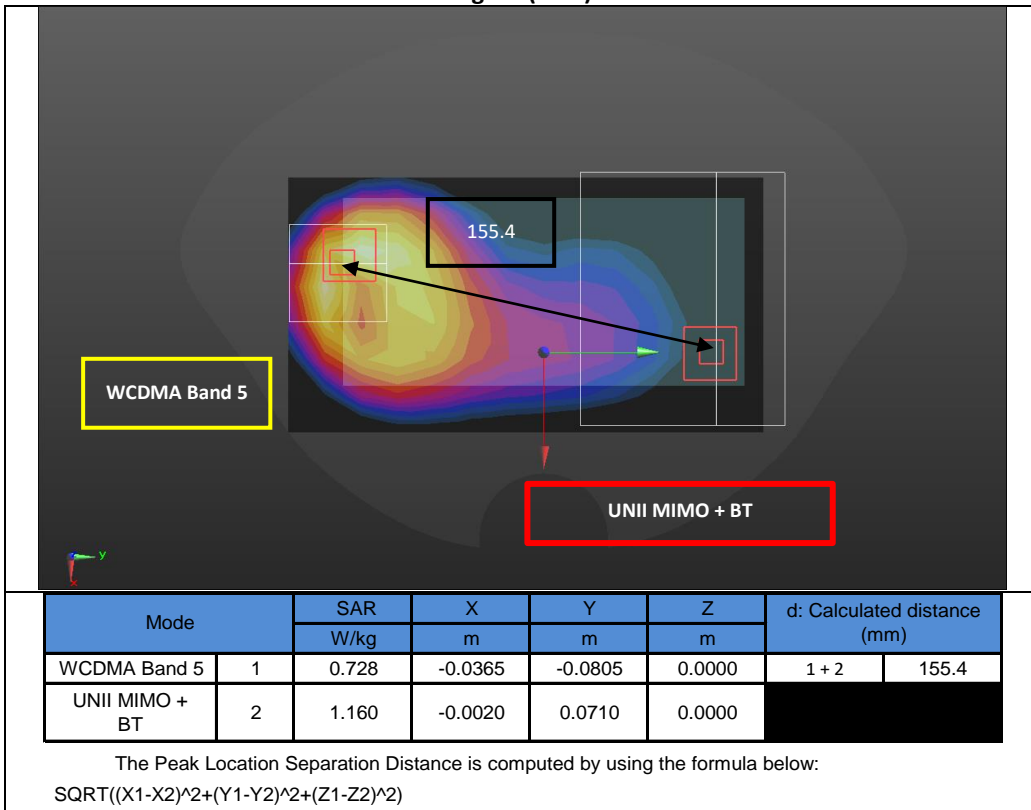 155.4
WCDMA Band 5
UNII MIMO + BT
y
x
Mode SAR X Y Z d: Calculated distance (mm)
W/kg m m m
WCDMA Band 5 1 0.728 -0.0365 -0.0805 0.0000 1 + 2 155.4
UNII MIMO + BT 2 1.160 -0.0020 0.0710 0.0000
The Peak Location Separation Distance is computed by using the formula below:
SQRT((X1-X2)^2+(Y1-Y2)^2+(Z1-Z2)^2)